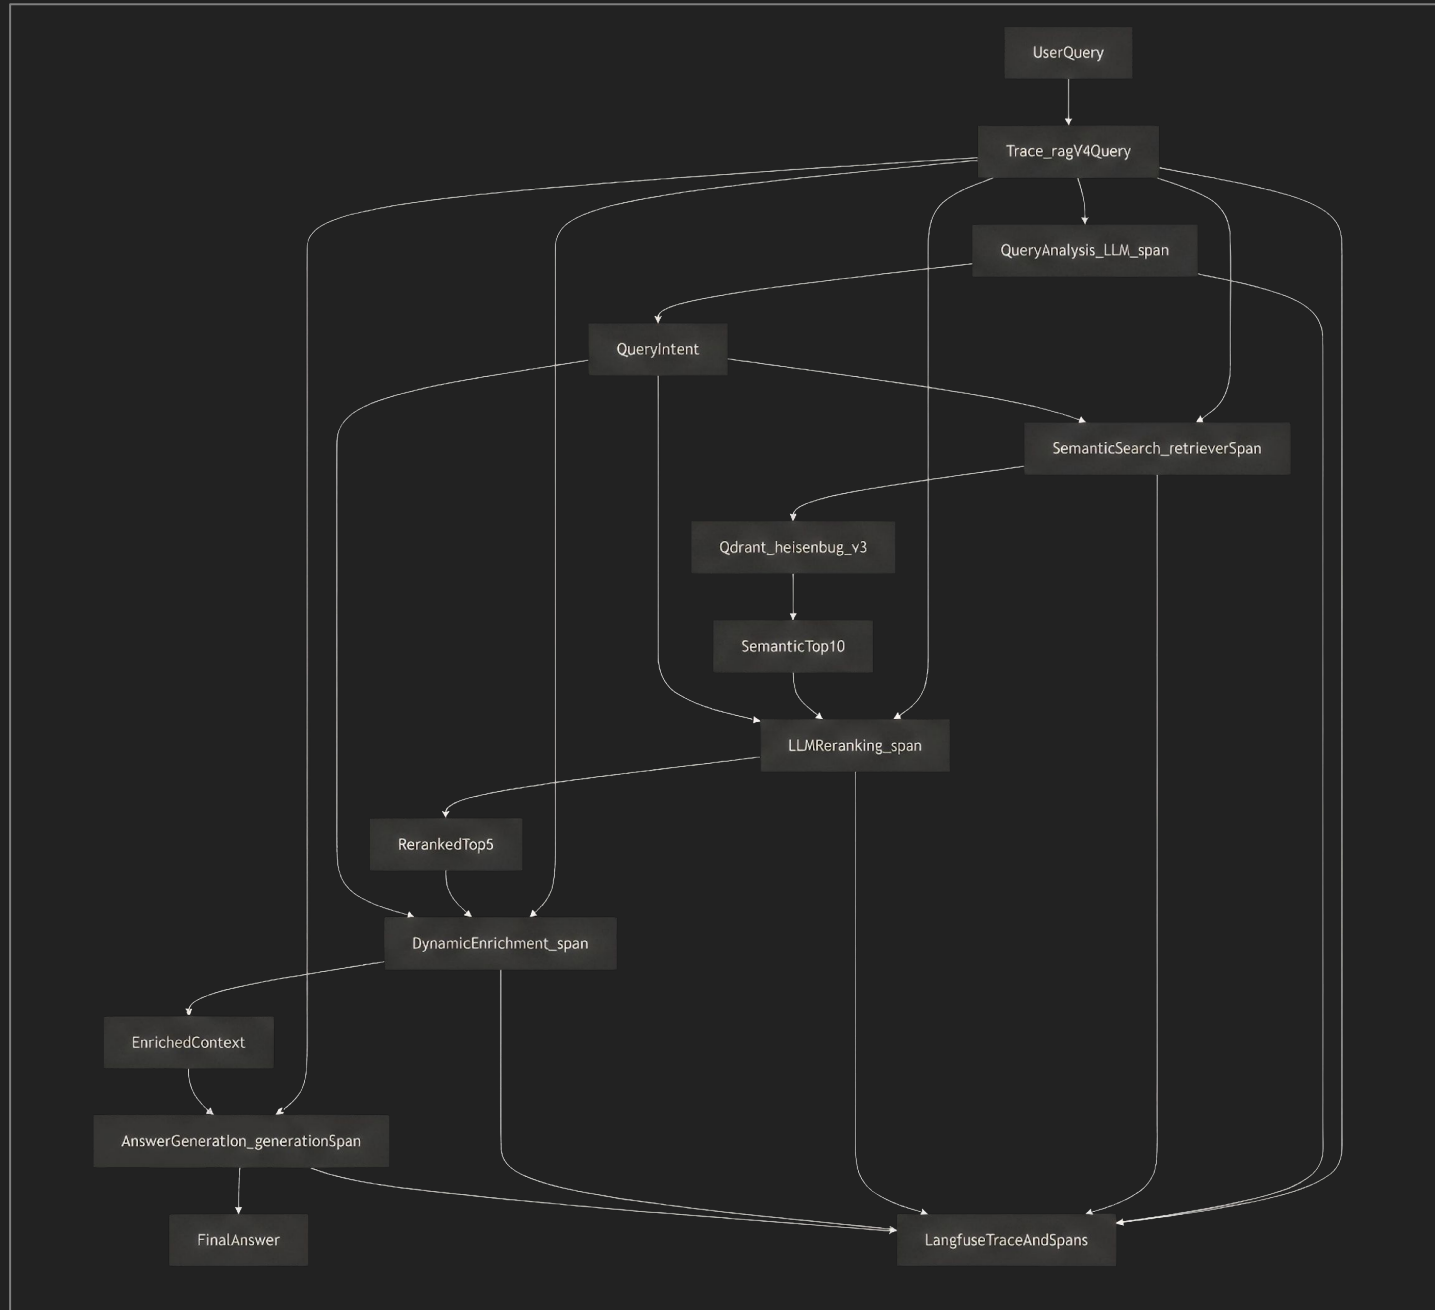 UserQuery
Trace_ragV4Query
QueryAnalysis_LLM_span
QueryIntent
SemanticSearch_retrieverSpan
Qdrant_heisenbug_v3
SemanticTop10
LLMReranking_span
RerankedTop5
DynamicEnrichment_span
EnrichedContext
AnswerGeneration_generationSpan
FinalAnswer
LangfuseTraceAndSpans